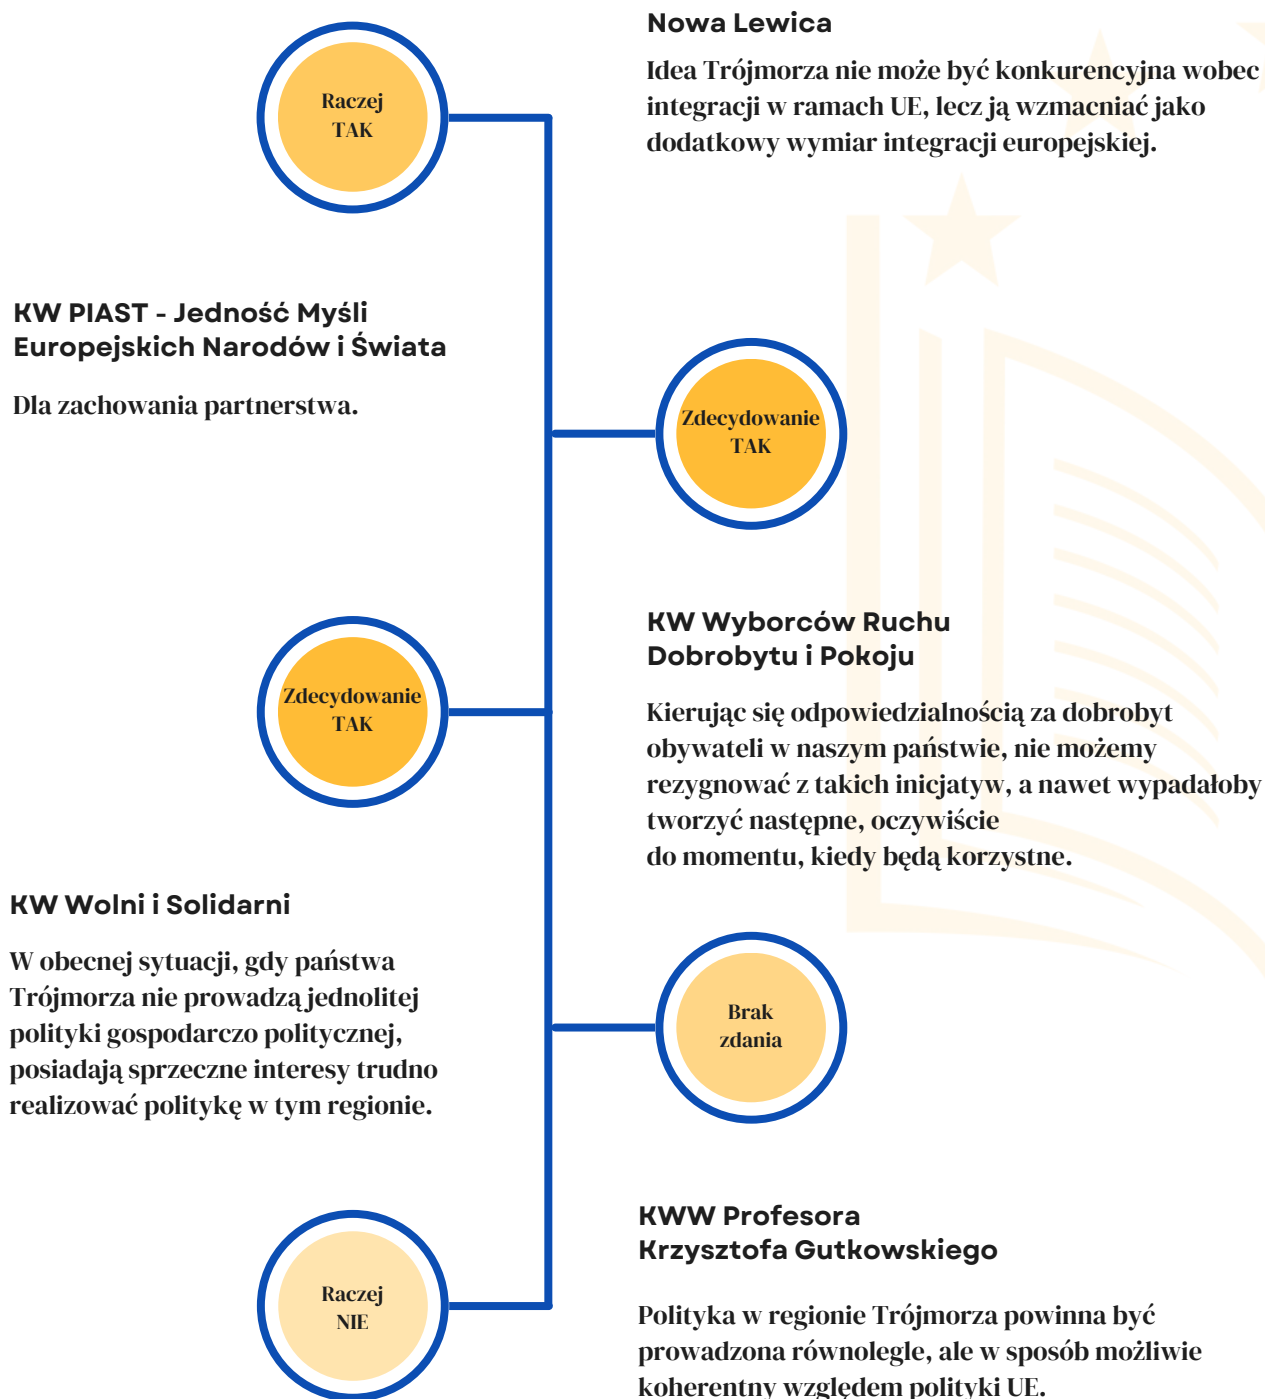 Nowa Lewica
Idea Trójmorza nie może być konkurencyjna wobec
integracji w ramach UE, lecz ją wzmacniać jako
dodatkowy wymiar integracji europejskiej.
Raczej
TAK
KW PIAST - Jedność Myśli
Europejskich Narodów i Świata
Dla zachowania partnerstwa.
Zdecydowanie
TAK
KW Wyborców Ruchu
Dobrobytu i Pokoju
Kierując się odpowiedzialnością za dobrobyt
obywateli w naszym państwie, nie możemy
rezygnować z takich inicjatyw, a nawet wypadałoby
tworzyć następne, oczywiście
do momentu, kiedy będą korzystne.
Zdecydowanie
TAK
KW Wolni i Solidarni
W obecnej sytuacji, gdy państwa
Trójmorza nie prowadzą jednolitej
polityki gospodarczo politycznej,
posiadają sprzeczne interesy trudno
realizować politykę w tym regionie.
Brak
zdania
KWW Profesora
Krzysztofa Gutkowskiego
Polityka w regionie Trójmorza powinna być
prowadzona równolegle, ale w sposób możliwie
koherentny względem polityki UE.
Raczej
NIE